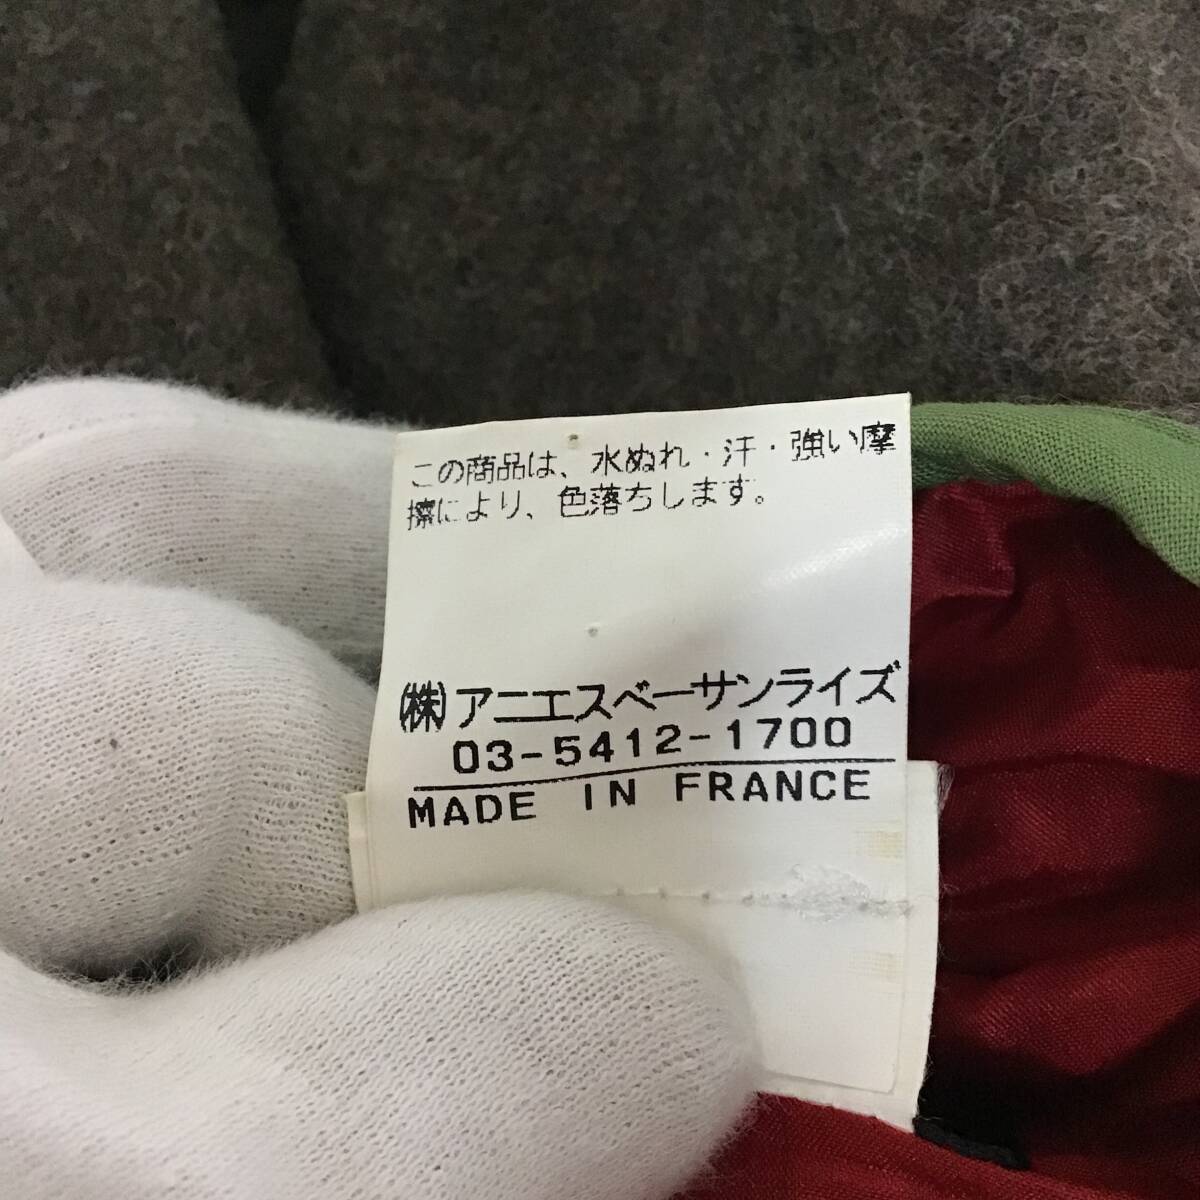 この商品は、水ぬれ・汗・強い摩
擦により、色落ちします。
㈱アニエスベーサンライズ
03-5412-1700
MADE IN FRANCE